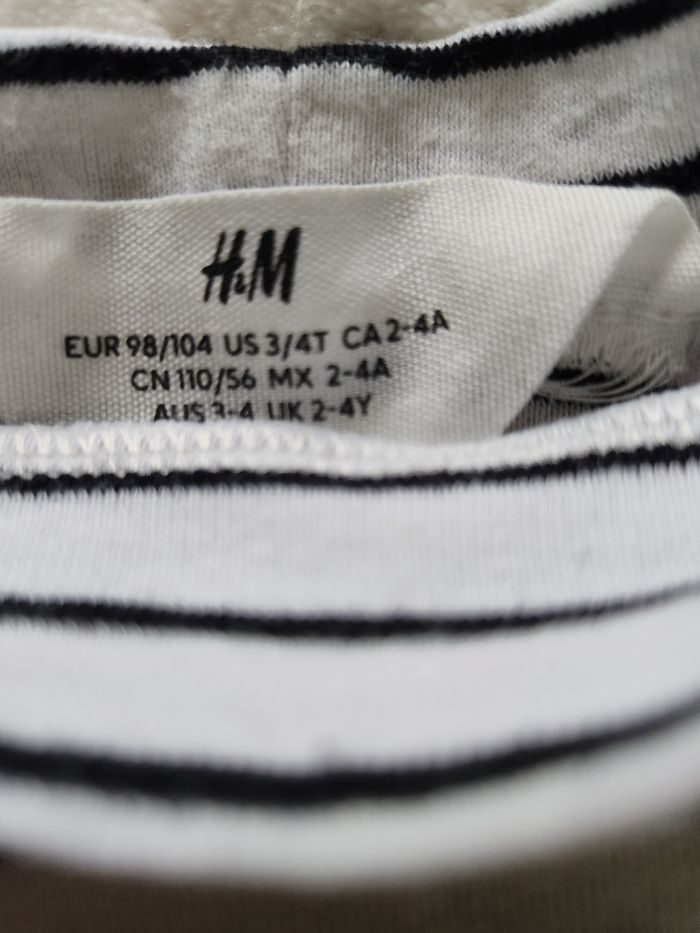 H&M
EUR 98/104 US 3/4T CA 2-4A
CN 110/56 MX 2-4A
AUS 3-4 UK 2-4Y